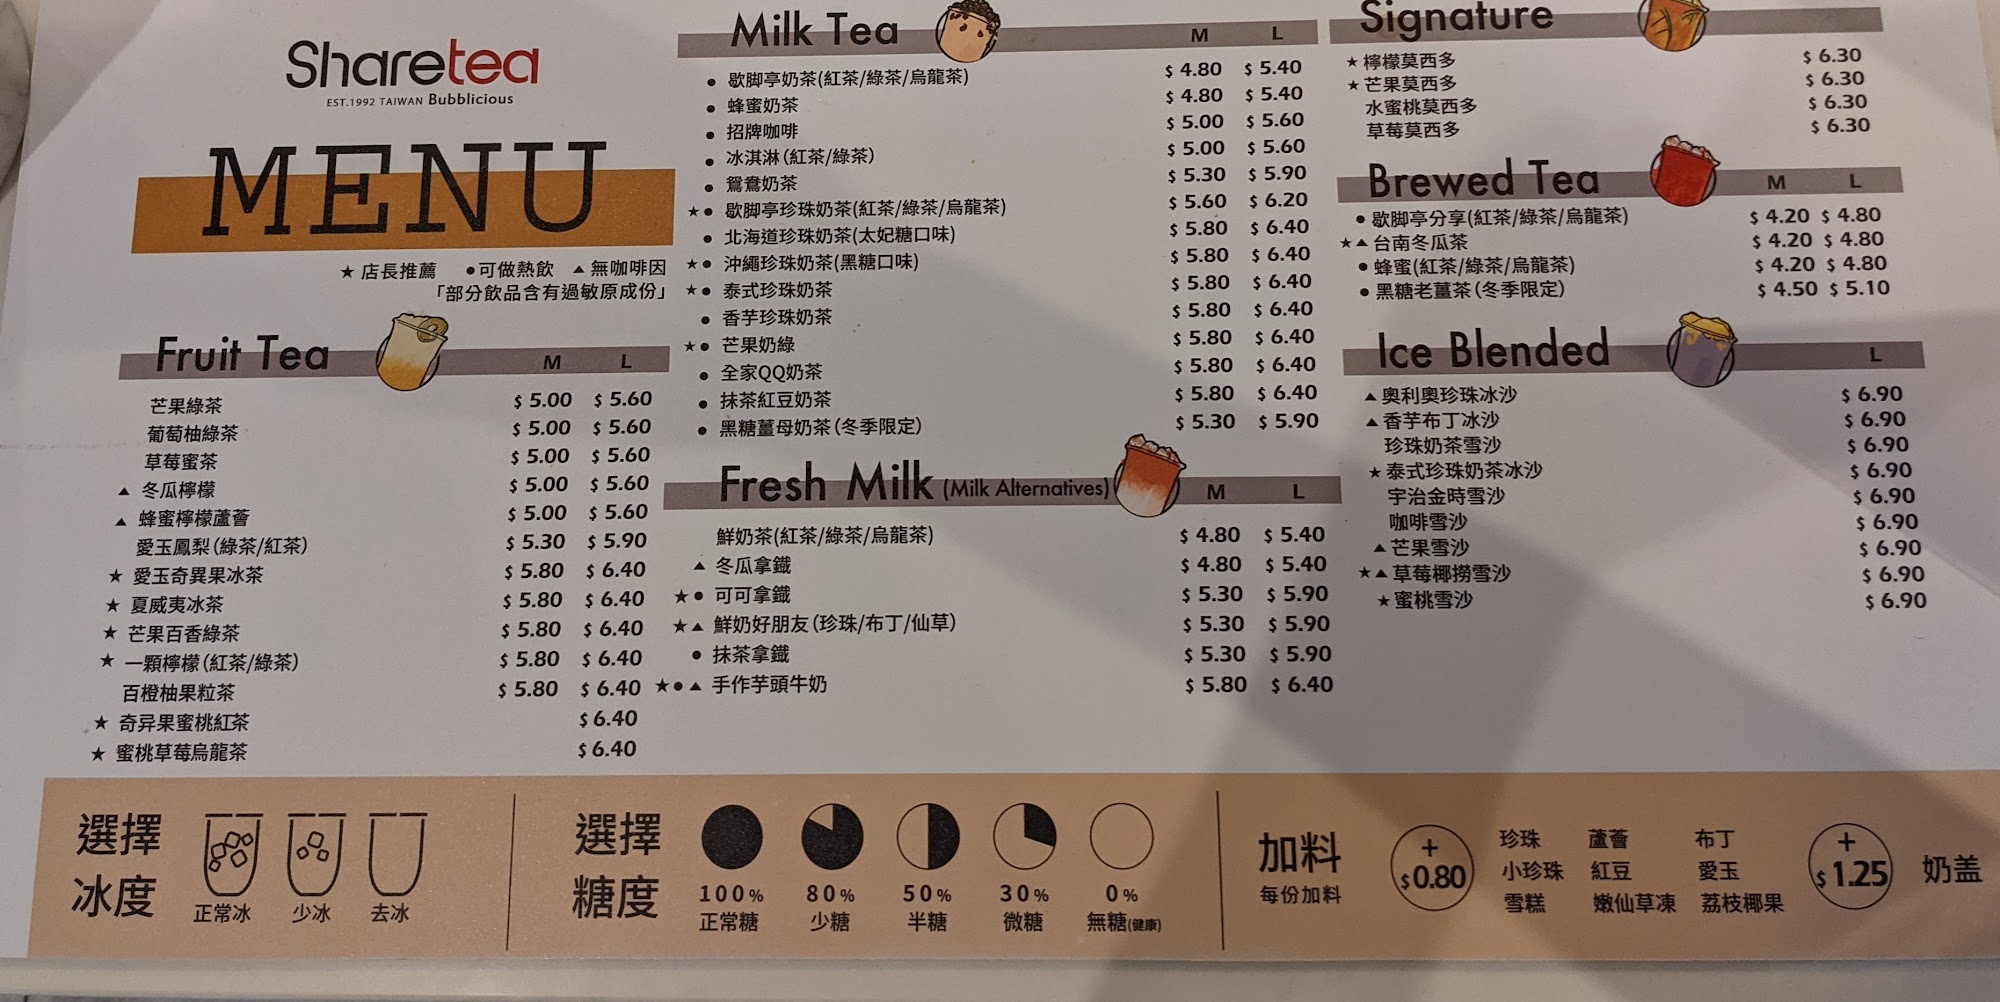 Sharetea
EST.1992 TAIWAN Bubblicious
MENU
★ 店長推薦 ●可做熱飲 ▲ 無咖啡因
「部分飲品含有過敏原成份」
Fruit Tea M L
芒果綠茶 $ 5.00 $ 5.60
葡萄柚綠茶 $ 5.00 $ 5.60
草莓蜜茶 $ 5.00 $ 5.60
▲ 冬瓜檸檬 $ 5.00 $ 5.60
▲ 蜂蜜檸檬蘆薈 $ 5.00 $ 5.60
愛玉鳳梨(綠茶/紅茶) $ 5.30 $ 5.90
★ 愛玉奇異果冰茶 $ 5.80 $ 6.40
★ 夏威夷冰茶 $ 5.80 $ 6.40
★ 芒果百香綠茶 $ 5.80 $ 6.40
★ 一顆檸檬(紅茶/綠茶) $ 5.80 $ 6.40
百橙柚果粒茶 $ 5.80 $ 6.40
★ 奇异果蜜桃紅茶 $ 6.40
★ 蜜桃草莓烏龍茶 $ 6.40
Milk Tea M L
● 歇脚亭奶茶(紅茶/綠茶/烏龍茶) $ 4.80 $ 5.40
● 蜂蜜奶茶 $ 4.80 $ 5.40
● 招牌咖啡 $ 5.00 $ 5.60
● 冰淇淋(紅茶/綠茶) $ 5.00 $ 5.60
● 鴛鴦奶茶 $ 5.30 $ 5.90
★● 歇脚亭珍珠奶茶(紅茶/綠茶/烏龍茶) $ 5.60 $ 6.20
● 北海道珍珠奶茶(太妃糖口味) $ 5.80 $ 6.40
★● 沖繩珍珠奶茶(黑糖口味) $ 5.80 $ 6.40
★● 泰式珍珠奶茶 $ 5.80 $ 6.40
● 香芋珍珠奶茶 $ 5.80 $ 6.40
★● 芒果奶綠 $ 5.80 $ 6.40
● 全家QQ奶茶 $ 5.80 $ 6.40
● 抹茶紅豆奶茶 $ 5.80 $ 6.40
● 黑糖薑母奶茶(冬季限定) $ 5.30 $ 5.90
Fresh Milk (Milk Alternatives) M L
鮮奶茶(紅茶/綠茶/烏龍茶) $ 4.80 $ 5.40
▲ 冬瓜拿鐵 $ 4.80 $ 5.40
★● 可可拿鐵 $ 5.30 $ 5.90
★▲ 鮮奶好朋友(珍珠/布丁/仙草) $ 5.30 $ 5.90
● 抹茶拿鐵 $ 5.30 $ 5.90
★●▲ 手作芋頭牛奶 $ 5.80 $ 6.40
Signature
★ 檸檬莫西多 $ 6.30
★ 芒果莫西多 $ 6.30
水蜜桃莫西多 $ 6.30
草莓莫西多 $ 6.30
Brewed Tea M L
● 歇脚亭分享(紅茶/綠茶/烏龍茶) $ 4.20 $ 4.80
★▲ 台南冬瓜茶 $ 4.20 $ 4.80
● 蜂蜜(紅茶/綠茶/烏龍茶) $ 4.20 $ 4.80
● 黑糖老薑茶(冬季限定) $ 4.50 $ 5.10
Ice Blended L
▲ 奧利奧珍珠冰沙 $ 6.90
▲ 香芋布丁冰沙 $ 6.90
珍珠奶茶雪沙 $ 6.90
★ 泰式珍珠奶茶冰沙 $ 6.90
宇治金時雪沙 $ 6.90
咖啡雪沙 $ 6.90
▲ 芒果雪沙 $ 6.90
★▲ 草莓椰撈雪沙 $ 6.90
★ 蜜桃雪沙 $ 6.90
選擇
冰度
正常冰 少冰 去冰
選擇
糖度
100% 80% 50% 30% 0%
正常糖 少糖 半糖 微糖 無糖(健康)
加料
每份加料
+
$0.80
珍珠 蘆薈 布丁
小珍珠 紅豆 愛玉
雪糕 嫩仙草凍 荔枝椰果
+
$1.25
奶盖